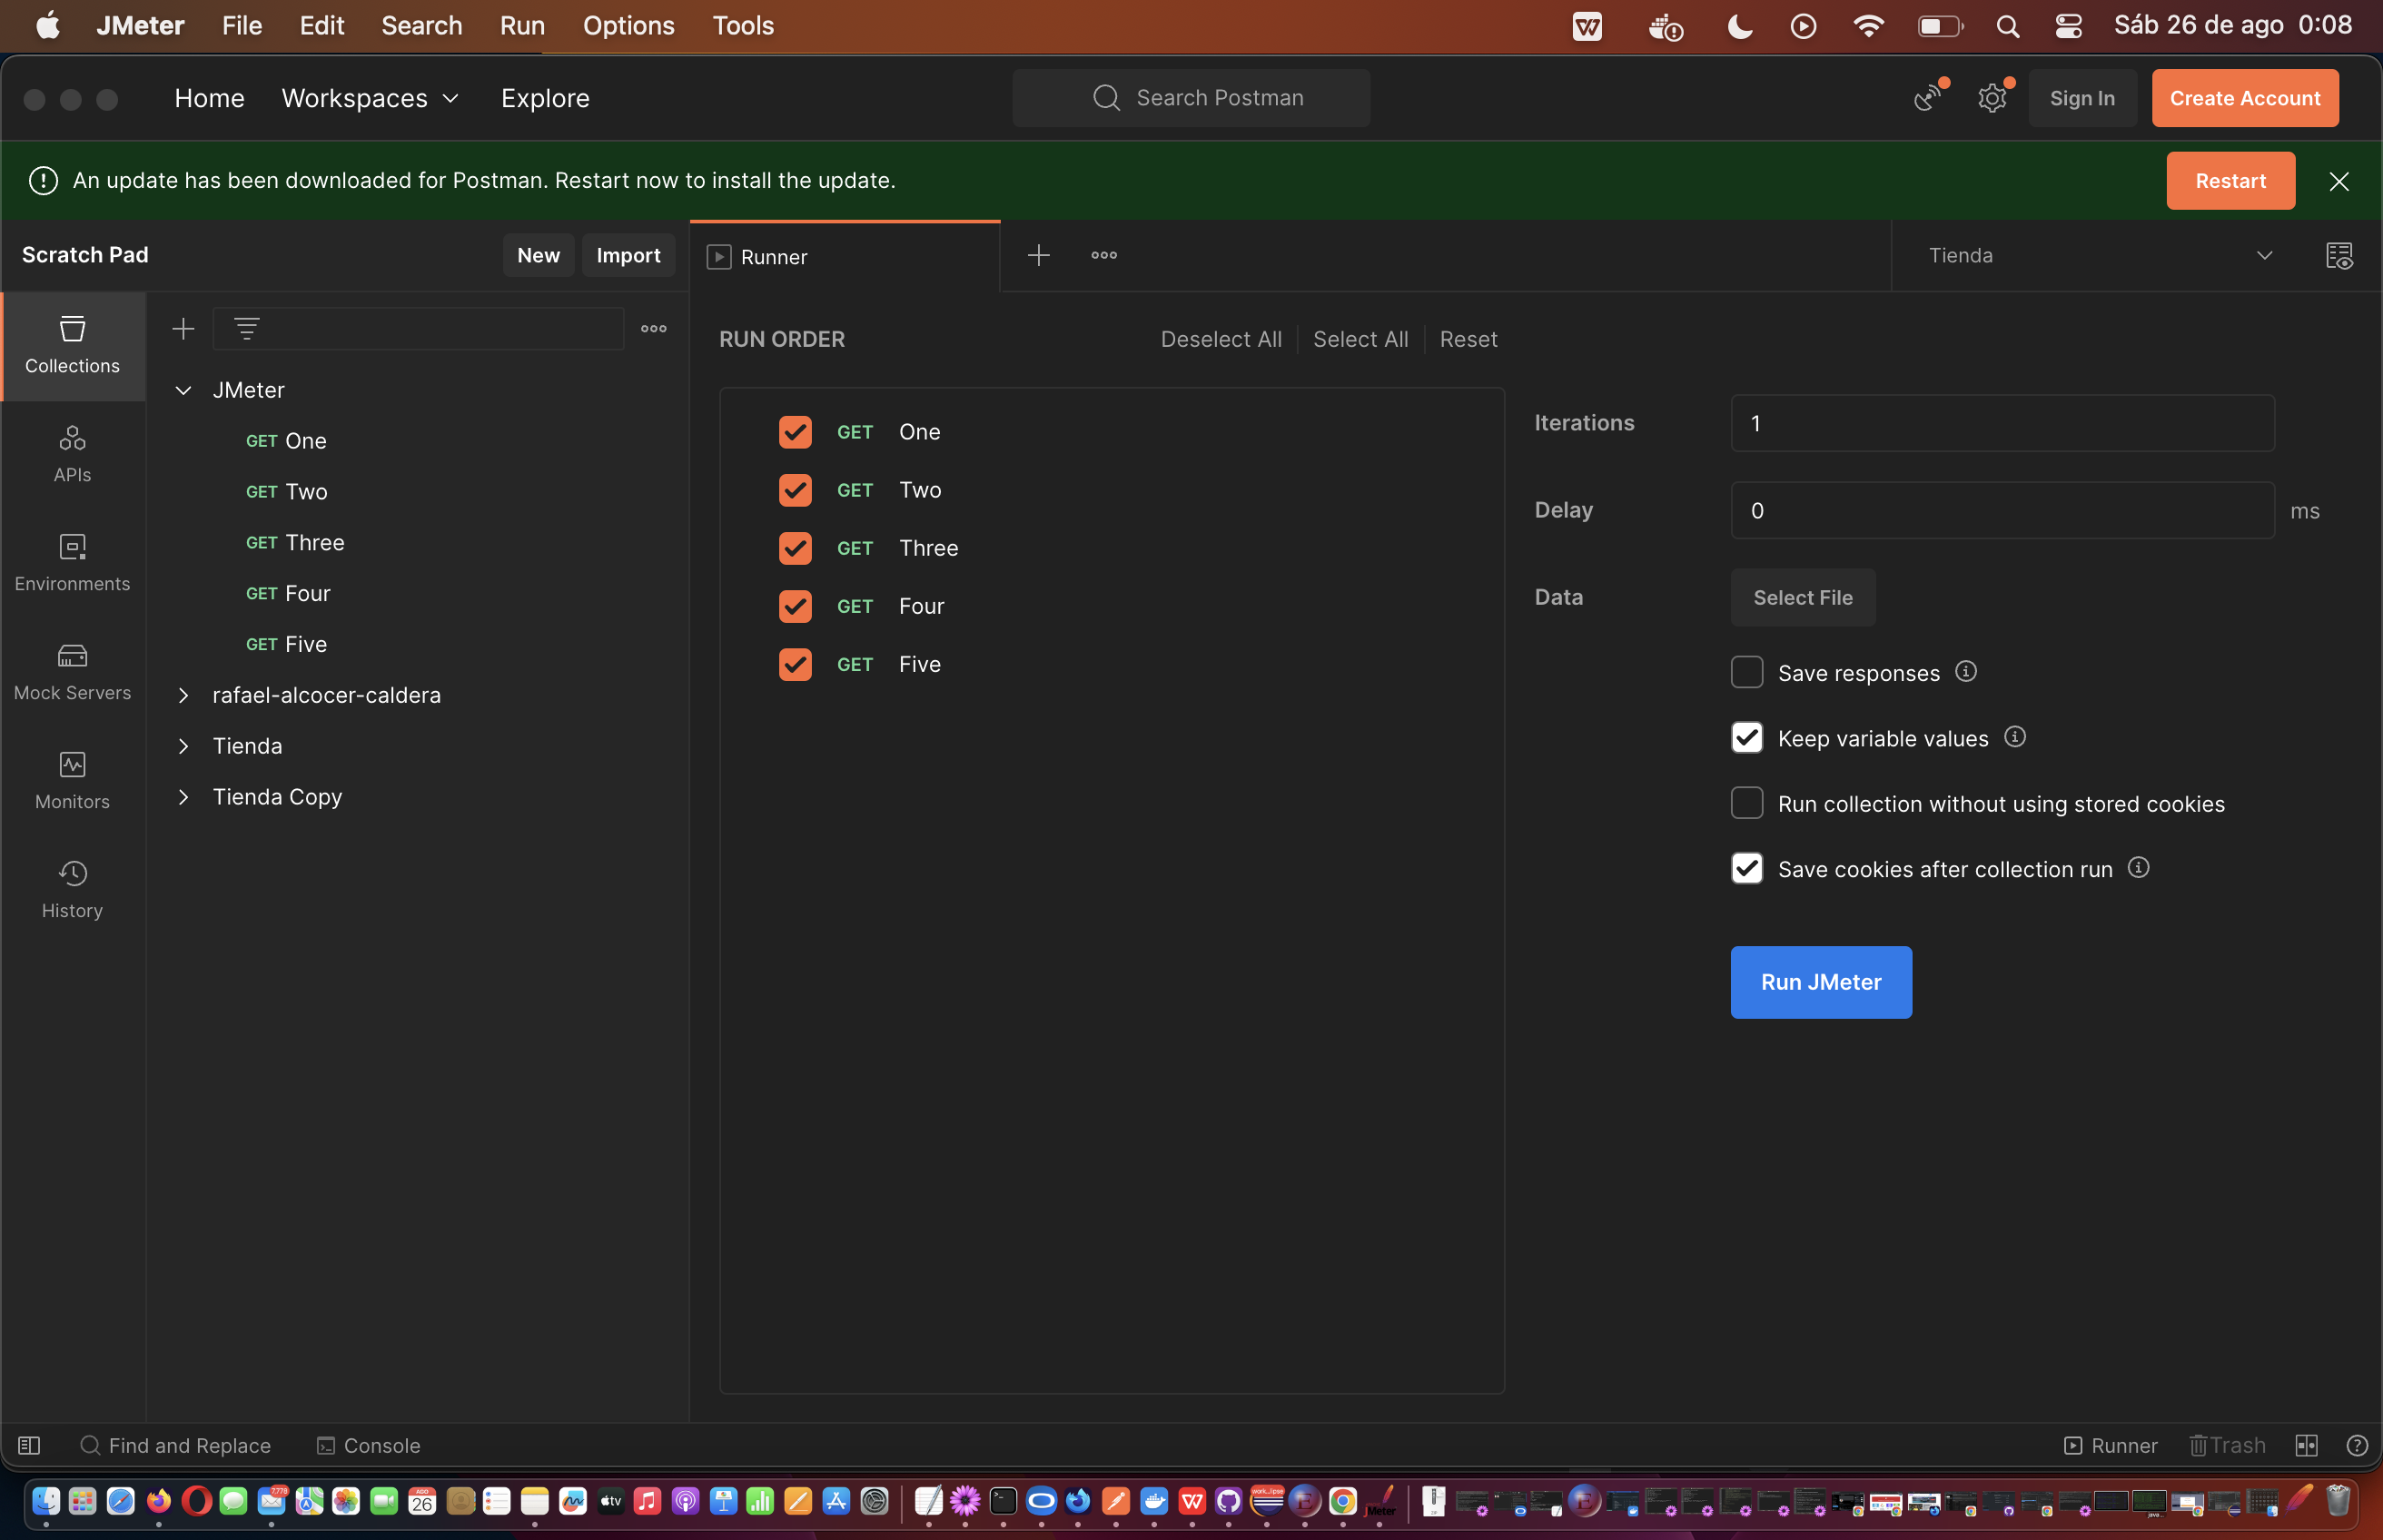 JMeter File Edit Search Run Options Tools Sáb 26 de ago 0:08
Home Workspaces Explore Search Postman Sign In Create Account
An update has been downloaded for Postman. Restart now to install the update. Restart
Scratch Pad New Import Runner Tienda
Collections
APIs
Environments
Mock Servers
Monitors
History
JMeter
GET One
GET Two
GET Three
GET Four
GET Five
rafael-alcocer-caldera
Tienda
Tienda Copy
RUN ORDER Deselect All Select All Reset
GET One
GET Two
GET Three
GET Four
GET Five
Iterations 1
Delay 0 ms
Data Select File
Save responses
Keep variable values
Run collection without using stored cookies
Save cookies after collection run
Run JMeter
Find and Replace Console Runner Trash
7,778
AGO
26
tv
JMeter